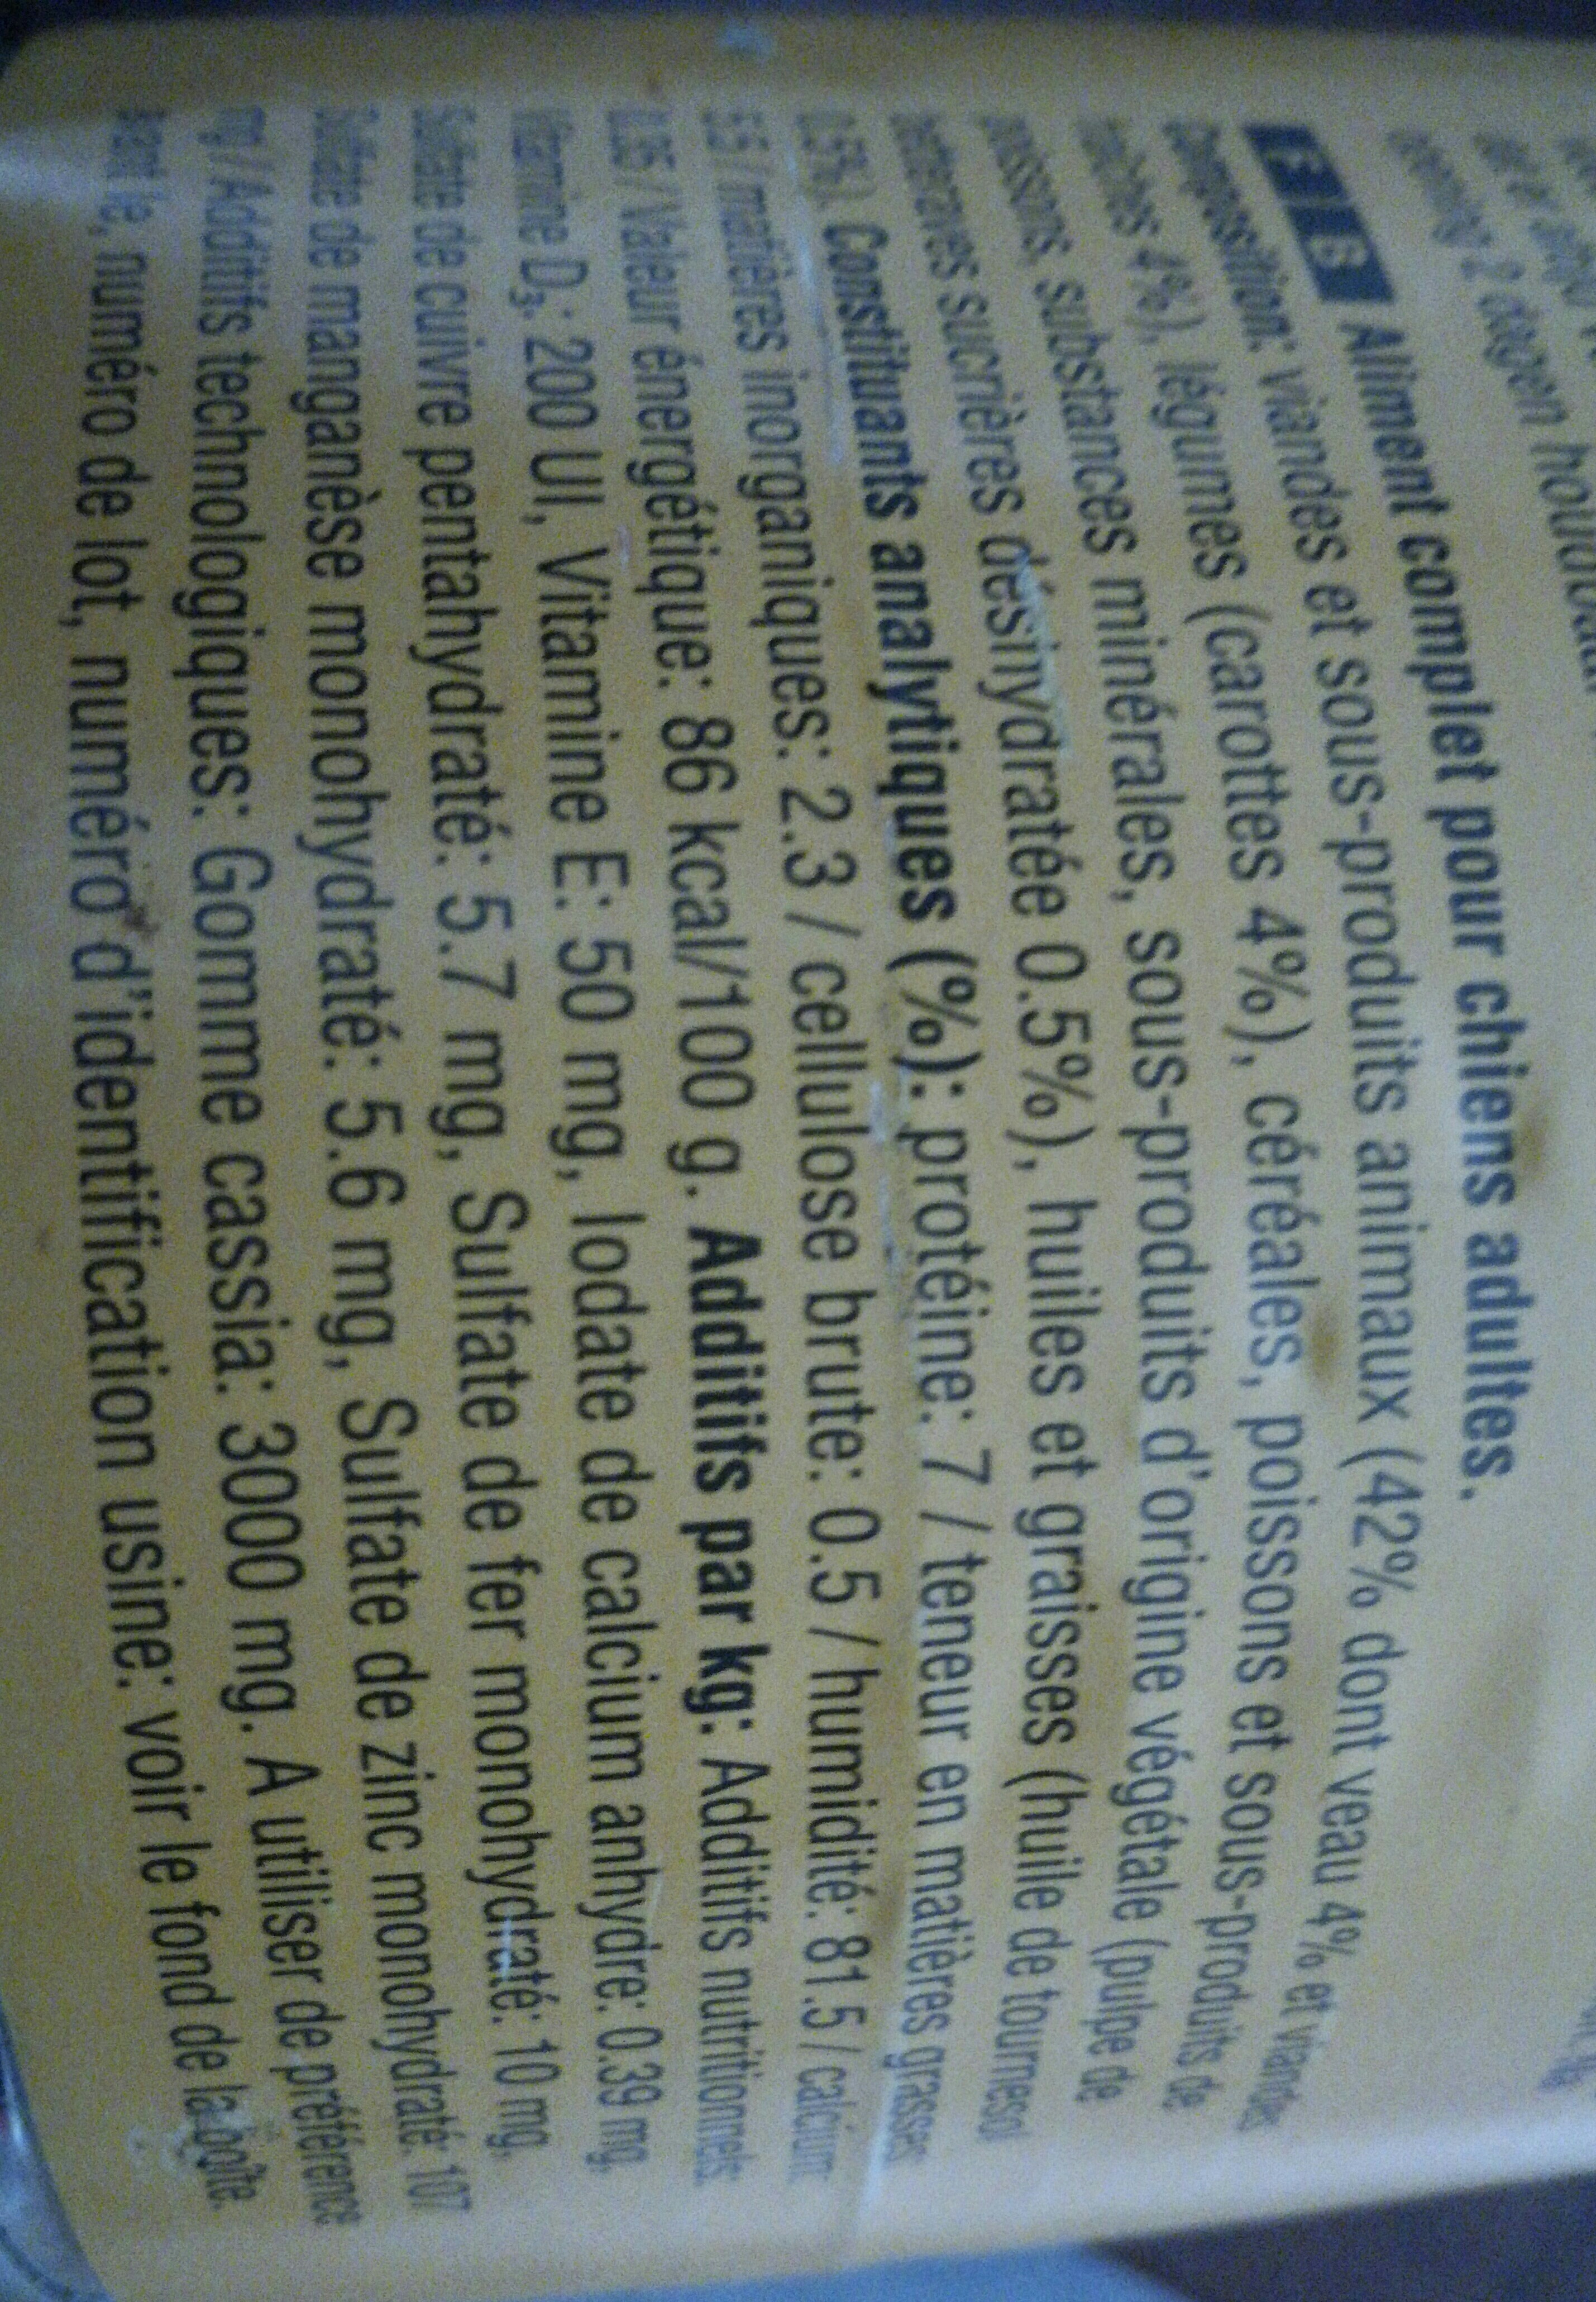 opening 2 dagen houdbaar
F B Aliment complet pour chiens adultes.
Composition: viandes et sous-produits animaux (42% dont veau 4% et viandes
4%), légumes (carottes 4%), céréales, poissons et sous-produits de
poissons, substances minérales, sous-produits d'origine végétale (pulpe de
betteraves sucrières déshydratée 0.5%), huiles et graisses (huile de tournesol
0.5%). Constituants analytiques (%): protéine: 7 / teneur en matières grasses:
5.5 / matières inorganiques: 2.3 / cellulose brute: 0.5 / humidité: 81.5 / calcium:
/ Valeur énergétique: 86 kcal/100 g. Additifs par kg: Additifs nutritionnels:
Vitamine D3: 200 UI, Vitamine E: 50 mg, Iodate de calcium anhydre: 0.39 mg,
Sulfate de cuivre pentahydraté: 5.7 mg, Sulfate de fer monohydraté: 10 mg,
Sulfate de manganèse monohydraté: 5.6 mg, Sulfate de zinc monohydraté: 107
mg / Additifs technologiques: Gomme cassia: 3000 mg. A utiliser de préférence
avant le, numéro de lot, numéro d'identification usine: voir le fond de la boîte.